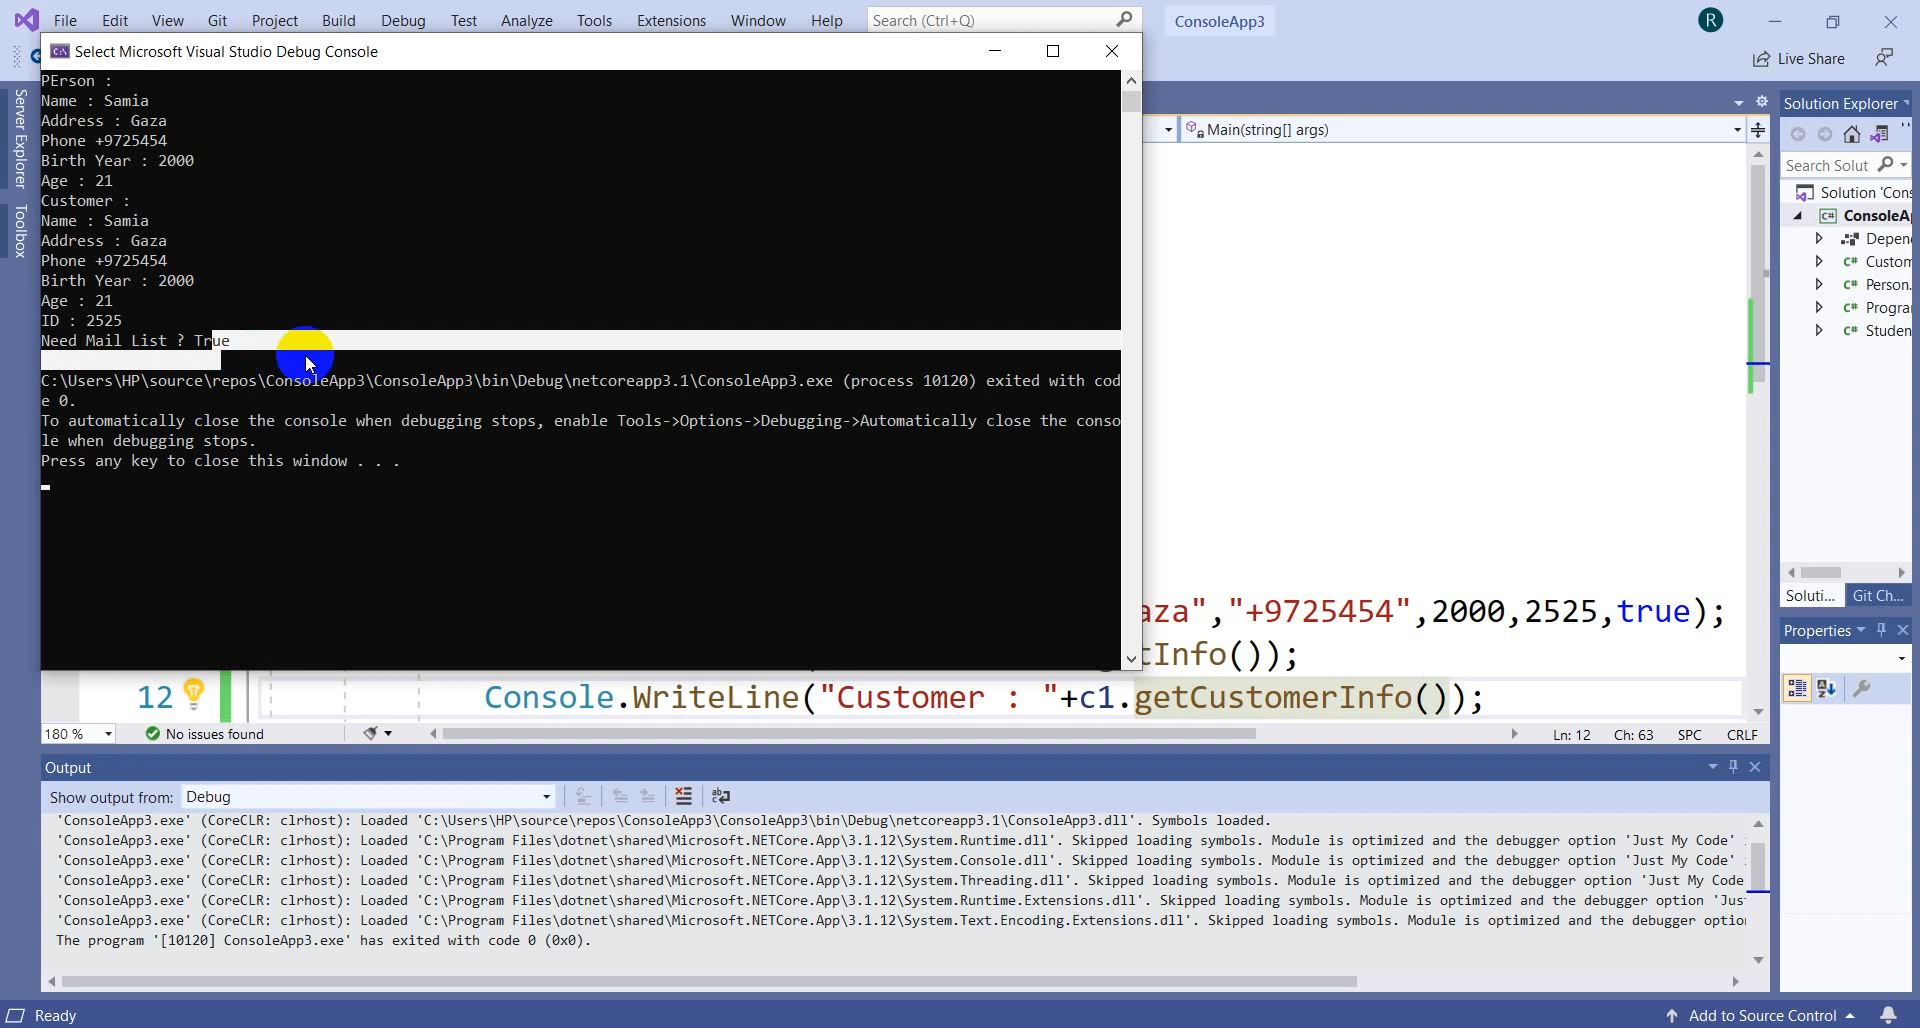 File Edit View Git Project Build Debug Test Analyze Tools Extensions Window Help Search (Ctrl+Q) ConsoleApp3 R
Live Share
Select Microsoft Visual Studio Debug Console
PErson :
Name : Samia
Address : Gaza
Phone +9725454
Birth Year : 2000
Age : 21
Customer :
Name : Samia
Address : Gaza
Phone +9725454
Birth Year : 2000
Age : 21
ID : 2525
Need Mail List ? True
C:\Users\HP\source\repos\ConsoleApp3\ConsoleApp3\bin\Debug\netcoreapp3.1\ConsoleApp3.exe (process 10120) exited with cod
e 0.
To automatically close the console when debugging stops, enable Tools->Options->Debugging->Automatically close the conso
le when debugging stops.
Press any key to close this window . . .
Server Explorer
Toolbox
Main(string[] args)
aza","+9725454",2000,2525,true);
tInfo());
12 Console.WriteLine("Customer : "+c1.getCustomerInfo());
180 % No issues found Ln: 12 Ch: 63 SPC CRLF
Solution Explorer
Search Solut
Solution 'Cons
C# ConsoleAp
Depen
C# Custom
C# Person.
C# Progra
C# Studen
Soluti... Git Ch...
Properties
Output
Show output from: Debug
'ConsoleApp3.exe' (CoreCLR: clrhost): Loaded 'C:\Users\HP\source\repos\ConsoleApp3\ConsoleApp3\bin\Debug\netcoreapp3.1\ConsoleApp3.dll'. Symbols loaded.
'ConsoleApp3.exe' (CoreCLR: clrhost): Loaded 'C:\Program Files\dotnet\shared\Microsoft.NETCore.App\3.1.12\System.Runtime.dll'. Skipped loading symbols. Module is optimized and the debugger option 'Just My Code'
'ConsoleApp3.exe' (CoreCLR: clrhost): Loaded 'C:\Program Files\dotnet\shared\Microsoft.NETCore.App\3.1.12\System.Console.dll'. Skipped loading symbols. Module is optimized and the debugger option 'Just My Code'
'ConsoleApp3.exe' (CoreCLR: clrhost): Loaded 'C:\Program Files\dotnet\shared\Microsoft.NETCore.App\3.1.12\System.Threading.dll'. Skipped loading symbols. Module is optimized and the debugger option 'Just My Code
'ConsoleApp3.exe' (CoreCLR: clrhost): Loaded 'C:\Program Files\dotnet\shared\Microsoft.NETCore.App\3.1.12\System.Runtime.Extensions.dll'. Skipped loading symbols. Module is optimized and the debugger option 'Jus
'ConsoleApp3.exe' (CoreCLR: clrhost): Loaded 'C:\Program Files\dotnet\shared\Microsoft.NETCore.App\3.1.12\System.Text.Encoding.Extensions.dll'. Skipped loading symbols. Module is optimized and the debugger optio
The program '[10120] ConsoleApp3.exe' has exited with code 0 (0x0).
Ready Add to Source Control